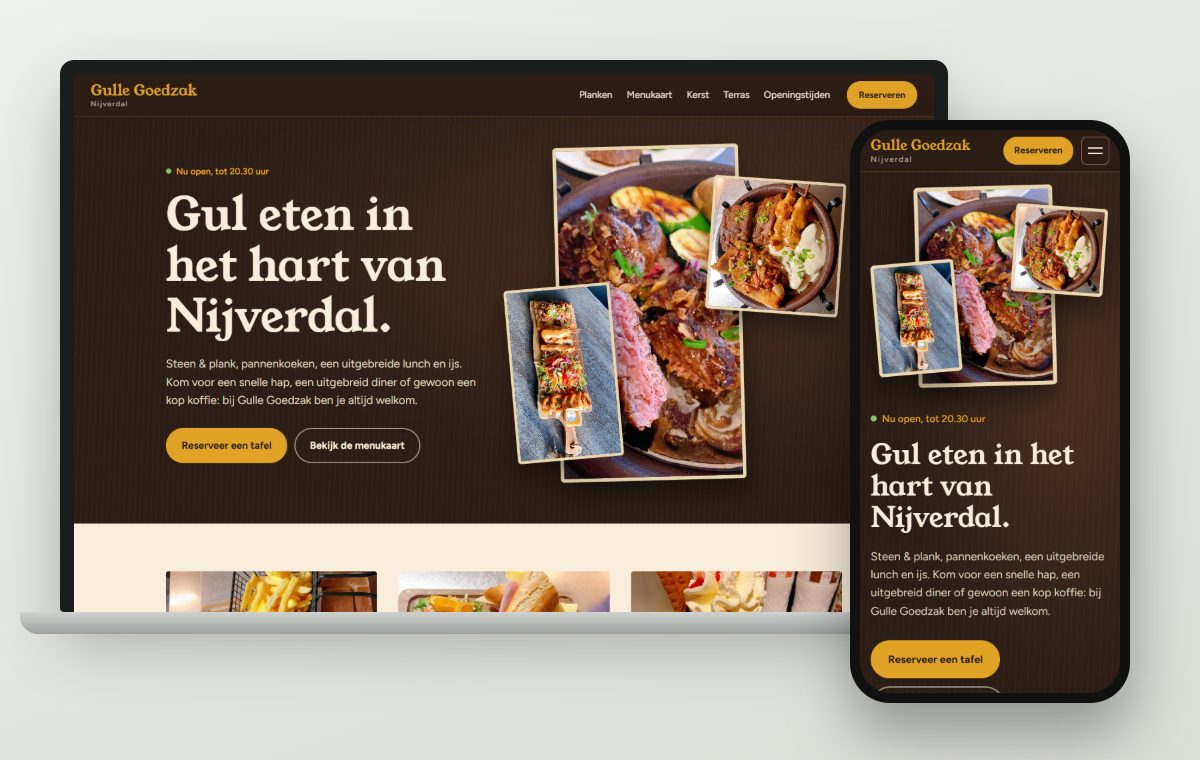 Gulle Goedzak
Nijverdal
Planken Menukaart Kerst Terras Openingstijden Reserveren
Nu open, tot 20.30 uur
Gul eten in
het hart van
Nijverdal.
Steen & plank, pannenkoeken, een uitgebreide lunch en ijs.
Kom voor een snelle hap, een uitgebreid diner of gewoon een
kop koffie: bij Gulle Goedzak ben je altijd welkom.
Reserveer een tafel Bekijk de menukaart
Gulle Goedzak
Nijverdal
Reserveren
Nu open, tot 20.30 uur
Gul eten in het
hart van
Nijverdal.
Steen & plank, pannenkoeken, een uitgebreide
lunch en ijs. Kom voor een snelle hap, een
uitgebreid diner of gewoon een kop koffie: bij
Gulle Goedzak ben je altijd welkom.
Reserveer een tafel